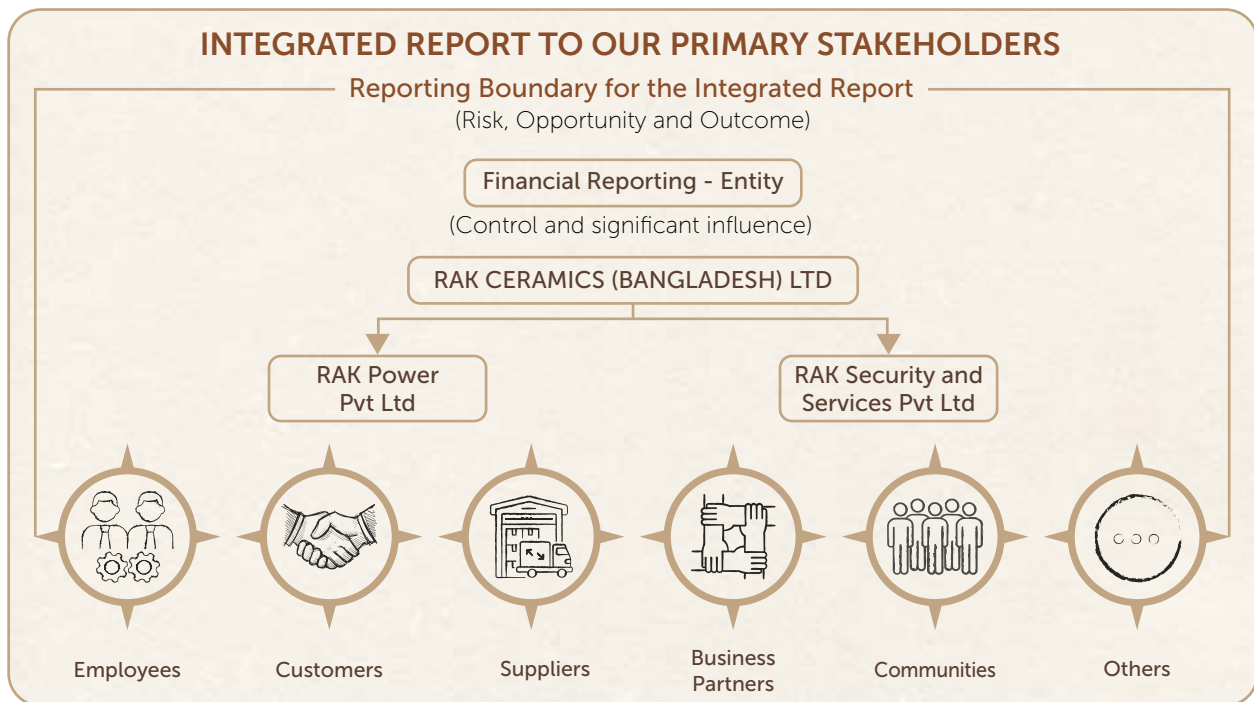 INTEGRATED REPORT TO OUR PRIMARY STAKEHOLDERS
Reporting Boundary for the Integrated Report
(Risk, Opportunity and Outcome)
Financial Reporting - Entity
(Control and significant influence)
RAK CERAMICS (BANGLADESH) LTD
RAK Power
Pvt Ltd
RAK Security and
Services Pvt Ltd
Employees
Customers
Suppliers
Business
Partners
Communities
Others